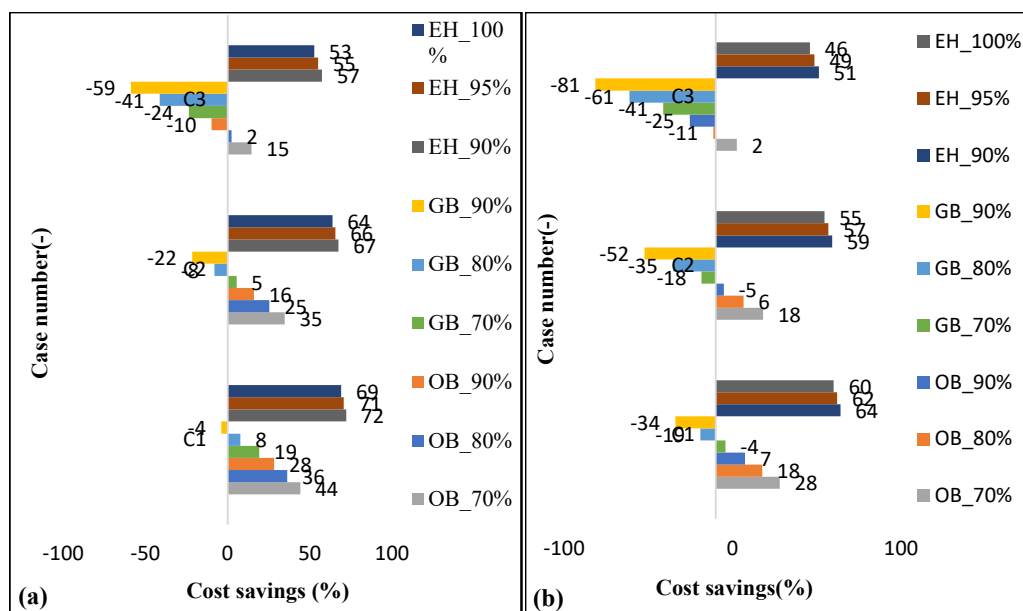 EH_100
%
EH_95%
EH_90%
GB_90%
GB_80%
GB_70%
OB_90%
OB_80%
OB_70%
53
55
57
-59
-41
C3
-24
-10
2
15
64
66
67
-22
-8
C2
5
16
25
35
69
71
72
-4
C1
8
19
28
36
44
Case number(-)
-100
-50
0
50
100
(a)
Cost savings (%)
EH_100%
EH_95%
EH_90%
GB_90%
GB_80%
GB_70%
OB_90%
OB_80%
OB_70%
46
49
51
-81
-61
C3
-41
-25
-11
2
55
57
59
-52
-35
C2
-18
-5
6
18
60
62
64
-34
-19
C1
-4
7
18
28
Case number(-)
-100
0
100
(b)
Cost savings(%)